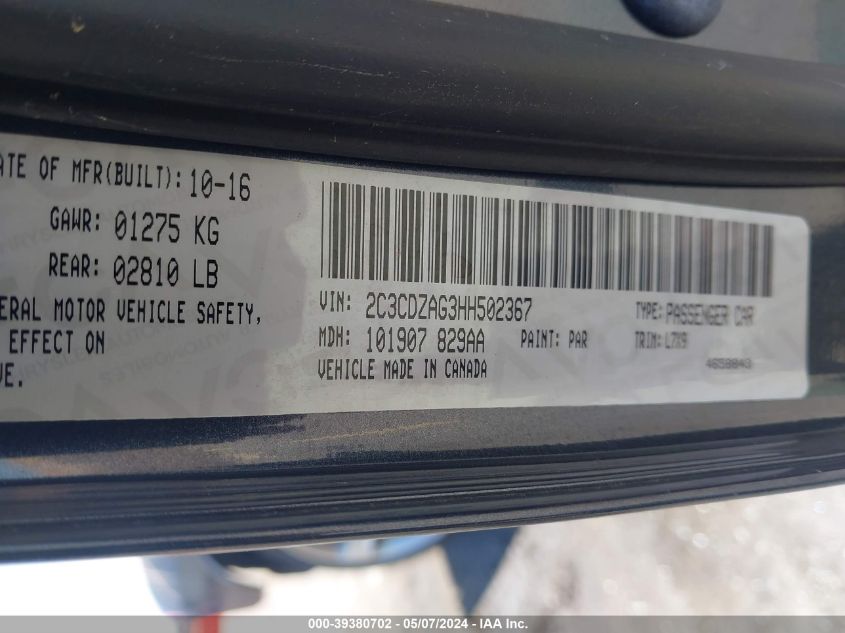 ATE OF MFR(BUILT): 10-16
GAWR: 01275 KG
REAR: 02810 LB
ERAL MOTOR VEHICLE SAFETY,
EFFECT ON
VE.
VIN: 2C3CDZAG3HH502367
TYPE: PASSENGER CAR
MDH: 101907 829AA PAINT: PAR TRIM: L7X9
VEHICLE MADE IN CANADA
4658843
000-39380702 - 05/07/2024 - IAA Inc.